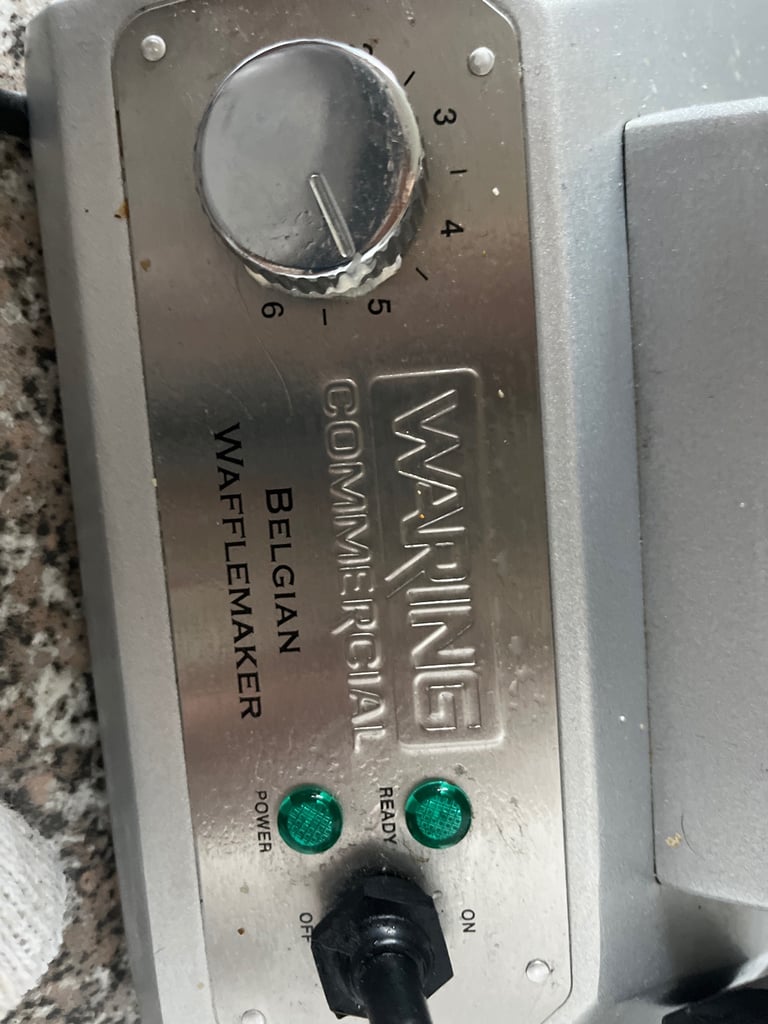 3
4
5
6
WARING
COMMERCIAL
BELGIAN
WAFFLEMAKER
READY
POWER
ON
OFF